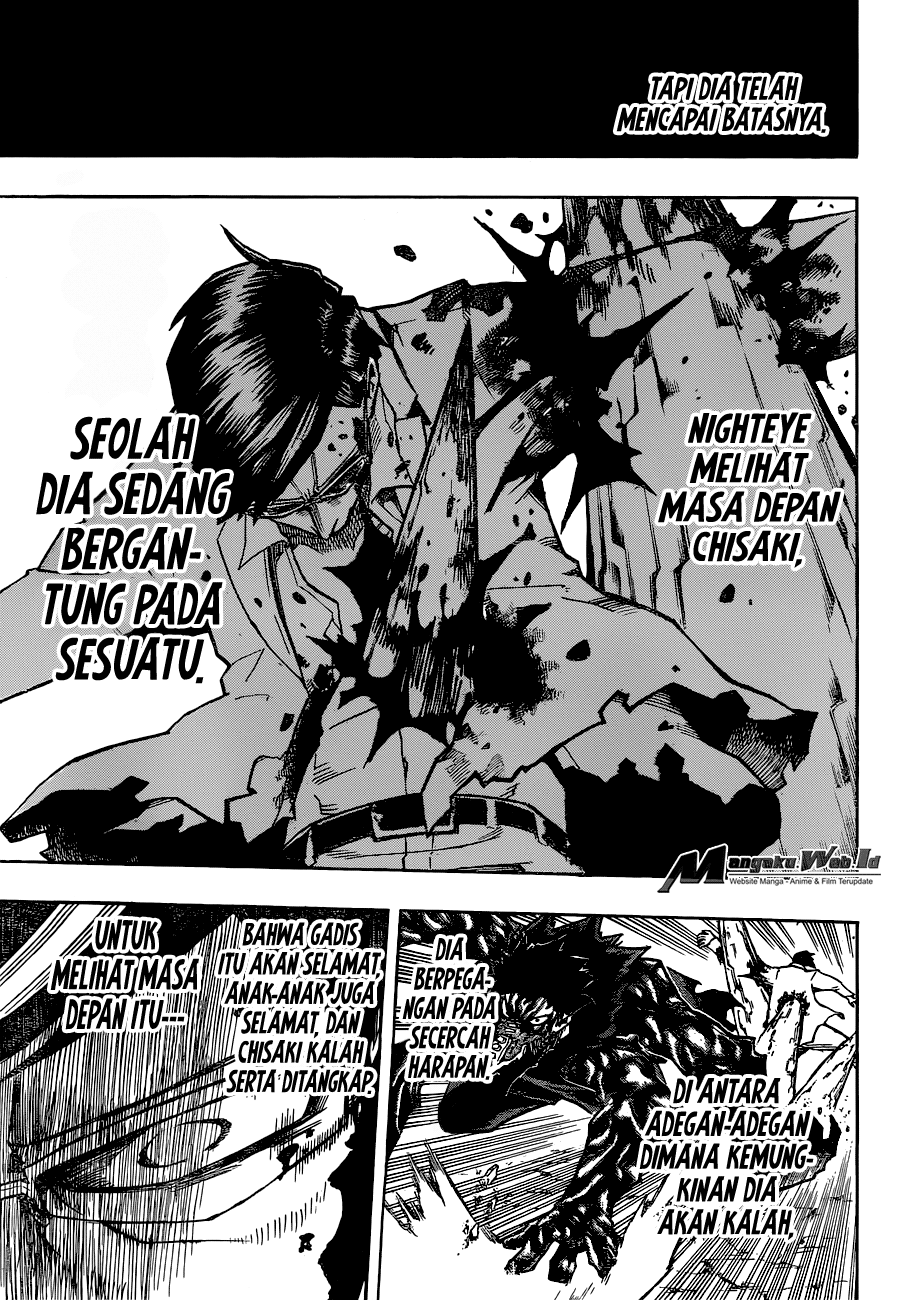 TAPI DIA TELAH
MENCAPAI BATASNYA.
NIGHTEYE
MELIHAT
MASA DEPAN
CHISAKI,
SEOLAH
DIA SEDANG
BERGAN-
TUNG PADA
SESUATU.
Mangaku.Web.Id
Website Manga - Anime & Film Terupdate
DI ANTARA
ADEGAN-ADEGAN
DIMANA KEMUNG-
KINAN DIA
AKAN KALAH,
DIA
BERPEGA-
NGAN PADA
SECERCAH
HARAPAN.
BAHWA GADIS
ITU AKAN SELAMAT,
ANAK-ANAK JUGA
SELAMAT, DAN
CHISAKI KALAH
SERTA DITANGKAP.
UNTUK
MELIHAT MASA
DEPAN ITU---